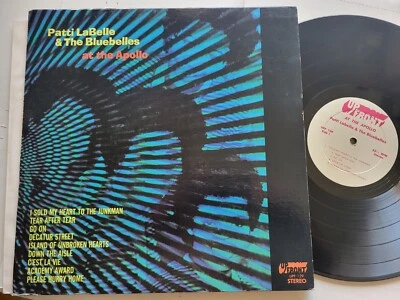 Patti LaBelle
& The Bluebelles
at the Apollo
I SOLD MY HEART TO THE JUNKMAN
TEAR AFTER TEAR
GO ON
DECATUR STREET
ISLAND OF UNBROKEN HEARTS
DOWN THE AISLE
C'EST LA VIE
ACADEMY AWARD
PLEASE HURRY HOME
UP
FRONT
STEREO
UP
FRONT
AT THE APOLLO
Patti LaBelle & The Bluebelles